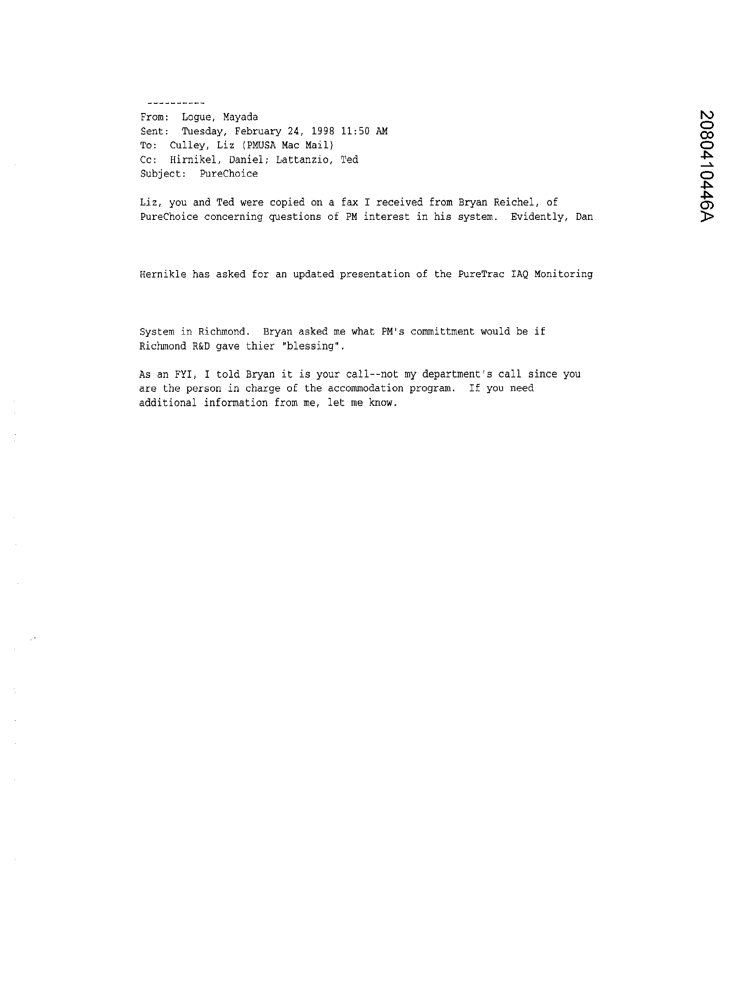 ----------
From: Logue, Mayada
Sent: Tuesday, February 24, 1998 11:50 AM
To: Culley, Liz (PMUSA Mac Mail)
Cc: Hirnikel, Daniel; Lattanzio, Ted
Subject: PureChoice
Liz, you and Ted were copied on a fax I received from Bryan Reichel, of
PureChoice concerning questions of PM interest in his system. Evidently, Dan
Hernikle has asked for an updated presentation of the PureTrac IAQ Monitoring
System in Richmond. Bryan asked me what PM's committment would be if
Richmond R&D gave thier "blessing".
As an FYI, I told Bryan it is your call--not my department's call since you
are the person in charge of the accommodation program. If you need
additional information from me, let me know.
2080410446A